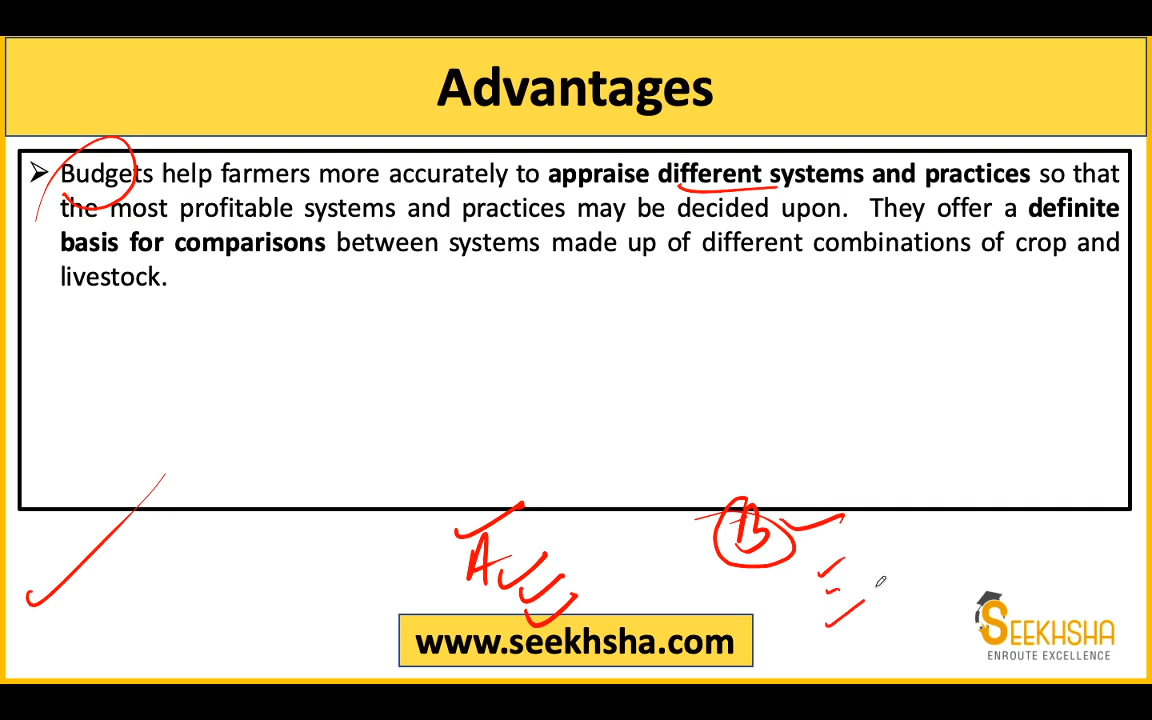 Advantages
➢ Budgets help farmers more accurately to appraise different systems and practices so that
the most profitable systems and practices may be decided upon. They offer a definite
basis for comparisons between systems made up of different combinations of crop and
livestock.
A
B
www.seekhsha.com
SEEKHSHA
ENROUTE EXCELLENCE